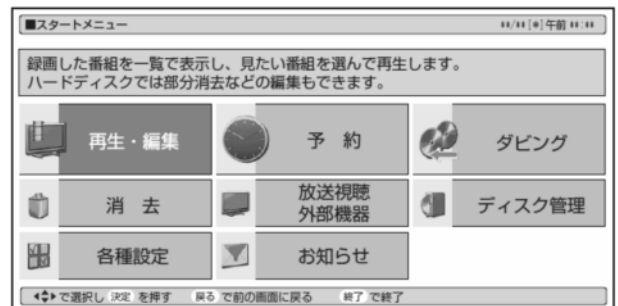 ■スタートメニュー
**/**[*]午前 **:**
録画した番組を一覧で表示し、見たい番組を選んで再生します。
ハードディスクでは部分消去などの編集もできます。
再生・編集
予 約
ダビング
消 去
放送視聴
外部機器
ディスク管理
各種設定
お知らせ
で選択し 決定 を押す 戻る で前の画面に戻る 終了 で終了